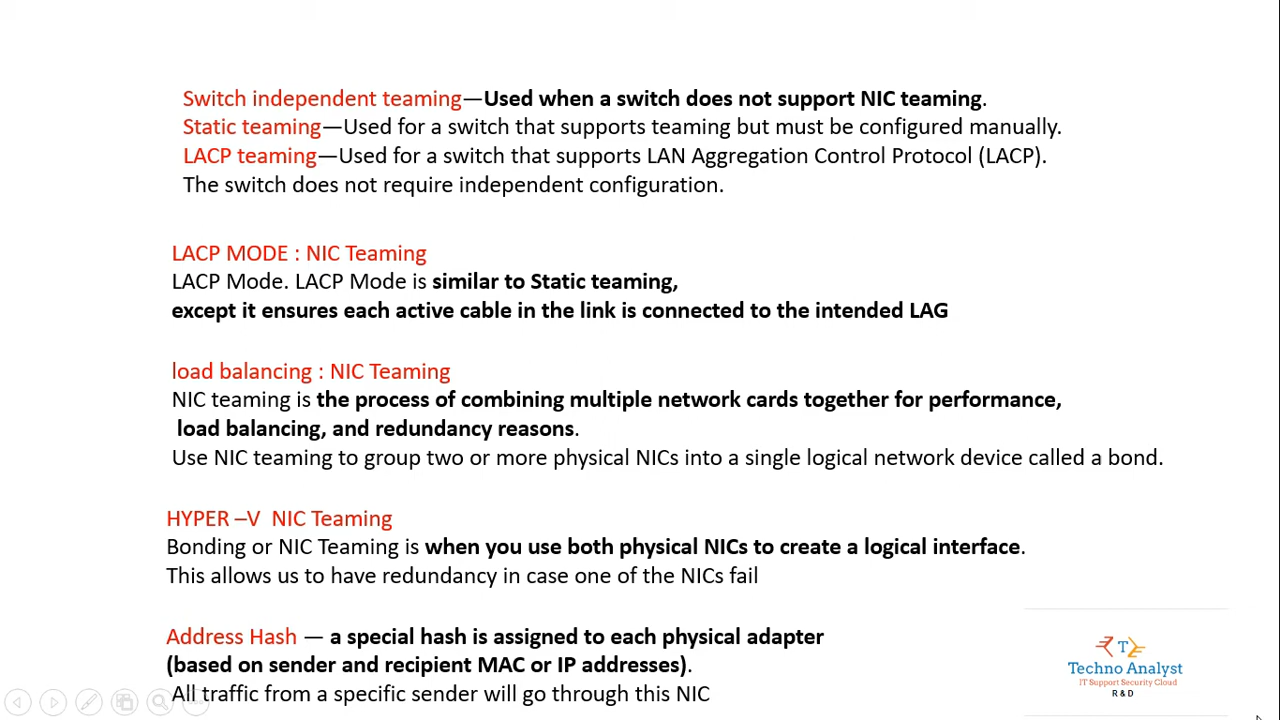 Switch independent teaming—Used when a switch does not support NIC teaming.
Static teaming—Used for a switch that supports teaming but must be configured manually.
LACP teaming—Used for a switch that supports LAN Aggregation Control Protocol (LACP).
The switch does not require independent configuration.
LACP MODE : NIC Teaming
LACP Mode. LACP Mode is similar to Static teaming,
except it ensures each active cable in the link is connected to the intended LAG
load balancing : NIC Teaming
NIC teaming is the process of combining multiple network cards together for performance,
load balancing, and redundancy reasons.
Use NIC teaming to group two or more physical NICs into a single logical network device called a bond.
HYPER –V NIC Teaming
Bonding or NIC Teaming is when you use both physical NICs to create a logical interface.
This allows us to have redundancy in case one of the NICs fail
Address Hash — a special hash is assigned to each physical adapter
(based on sender and recipient MAC or IP addresses).
All traffic from a specific sender will go through this NIC
T
Techno Analyst
IT Support Security Cloud
R & D